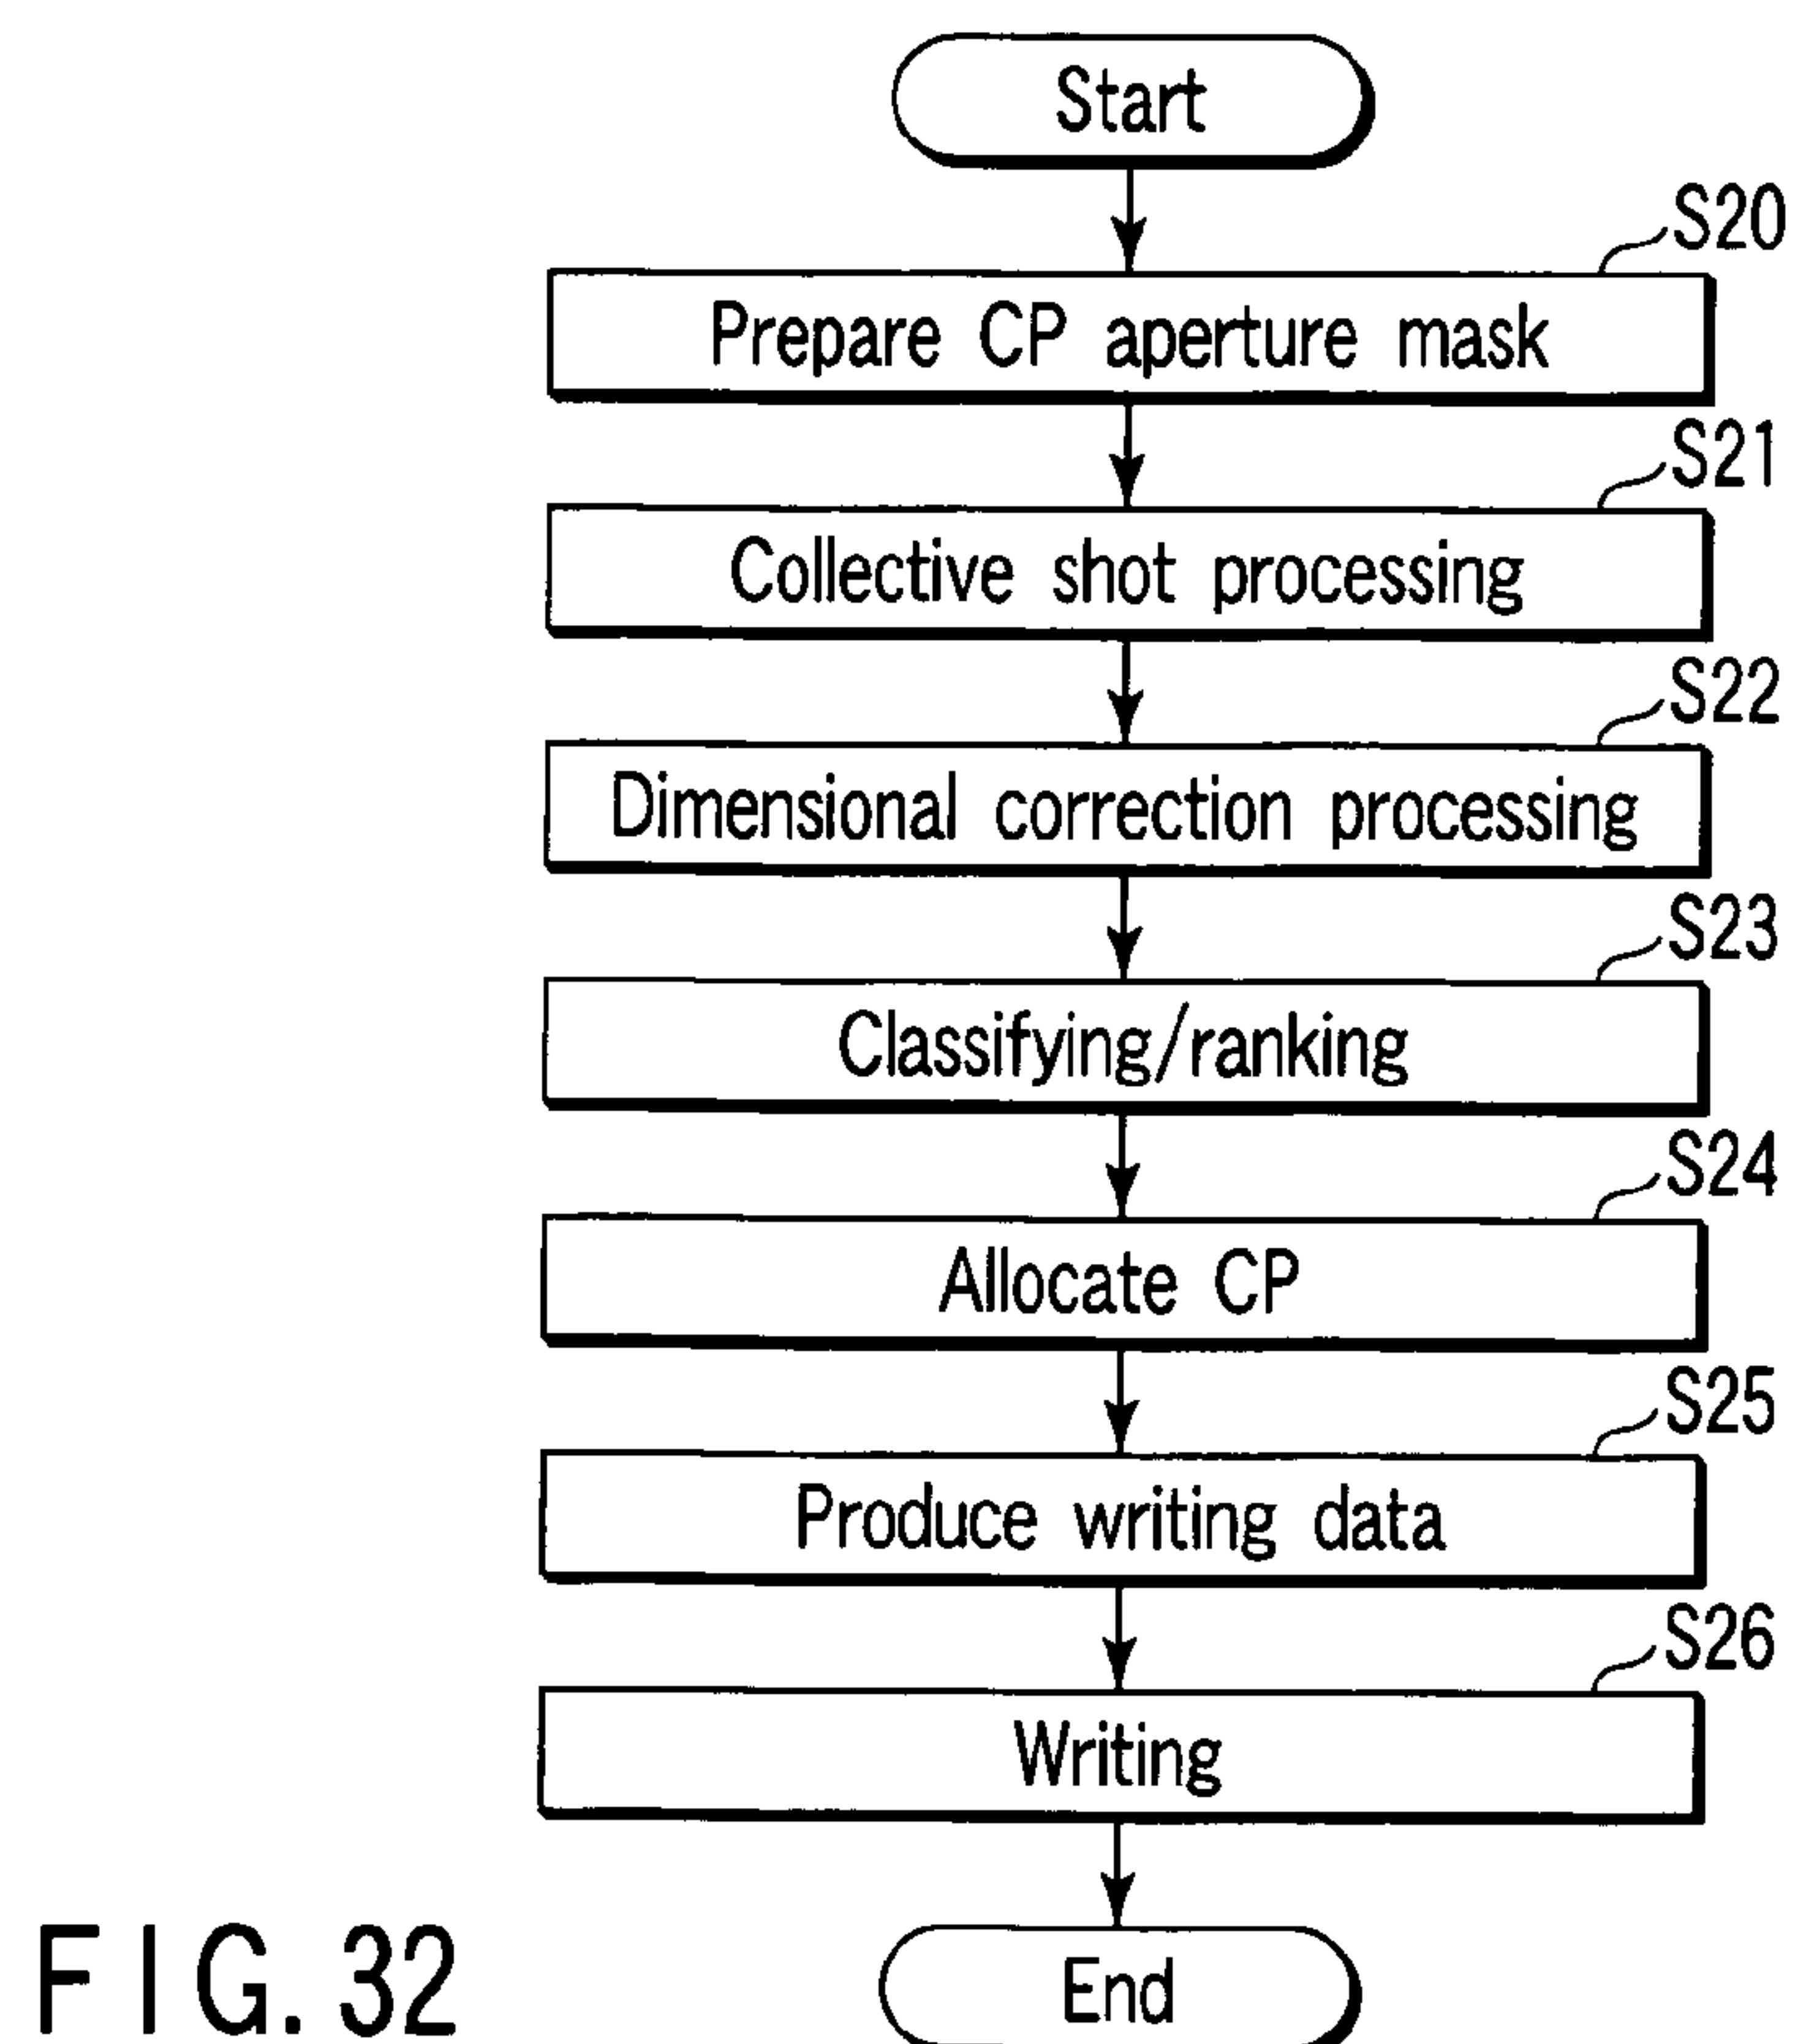 Start
S20
Prepare CP aperture mask
S21
Collective shot processing
S22
Dimensional correction processing
S23
Classifying/ranking
S24
Allocate CP
S25
Produce writing data
S26
Writing
End
FIG. 32